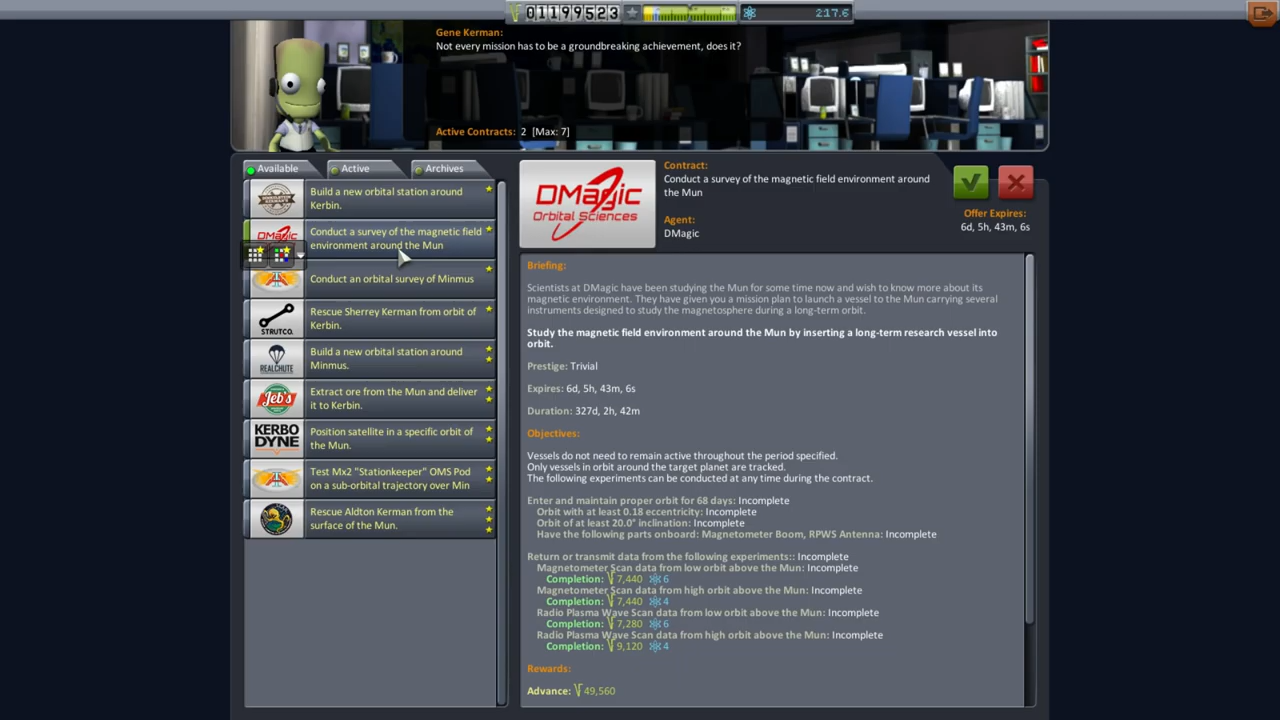 01199523
217.6
Gene Kerman:
Not every mission has to be a groundbreaking achievement, does it?
Active Contracts: 2 [Max: 7]
Available
Active
Archives
Build a new orbital station around
Kerbin.
DMagic
Conduct a survey of the magnetic field
environment around the Mun
Conduct an orbital survey of Minmus
STRUTCO.
Rescue Sherrey Kerman from orbit of
Kerbin.
REALCHUTE
Build a new orbital station around
Minmus.
Jeb's
Extract ore from the Mun and deliver
it to Kerbin.
KERBO
DYNE
Position satellite in a specific orbit of
the Mun.
Test Mx2 "Stationkeeper" OMS Pod
on a sub-orbital trajectory over Min
Rescue Aldton Kerman from the
surface of the Mun.
DMagic
Orbital Sciences
Contract:
Conduct a survey of the magnetic field environment around
the Mun
Agent:
DMagic
Offer Expires:
6d, 5h, 43m, 6s
Briefing:
Scientists at DMagic have been studying the Mun for some time now and wish to know more about its
magnetic environment. They have given you a mission plan to launch a vessel to the Mun carrying several
instruments designed to study the magnetosphere during a long-term orbit.
Study the magnetic field environment around the Mun by inserting a long-term research vessel into
orbit.
Prestige: Trivial
Expires: 6d, 5h, 43m, 6s
Duration: 327d, 2h, 42m
Objectives:
Vessels do not need to remain active throughout the period specified.
Only vessels in orbit around the target planet are tracked.
The following experiments can be conducted at any time during the contract.
Enter and maintain proper orbit for 68 days: Incomplete
Orbit with at least 0.18 eccentricity: Incomplete
Orbit of at least 20.0° inclination: Incomplete
Have the following parts onboard: Magnetometer Boom, RPWS Antenna: Incomplete
Return or transmit data from the following experiments:: Incomplete
Magnetometer Scan data from low orbit above the Mun: Incomplete
Completion: 7,440 6
Magnetometer Scan data from high orbit above the Mun: Incomplete
Completion: 7,440 4
Radio Plasma Wave Scan data from low orbit above the Mun: Incomplete
Completion: 7,280 6
Radio Plasma Wave Scan data from high orbit above the Mun: Incomplete
Completion: 9,120 4
Rewards:
Advance: 49,560